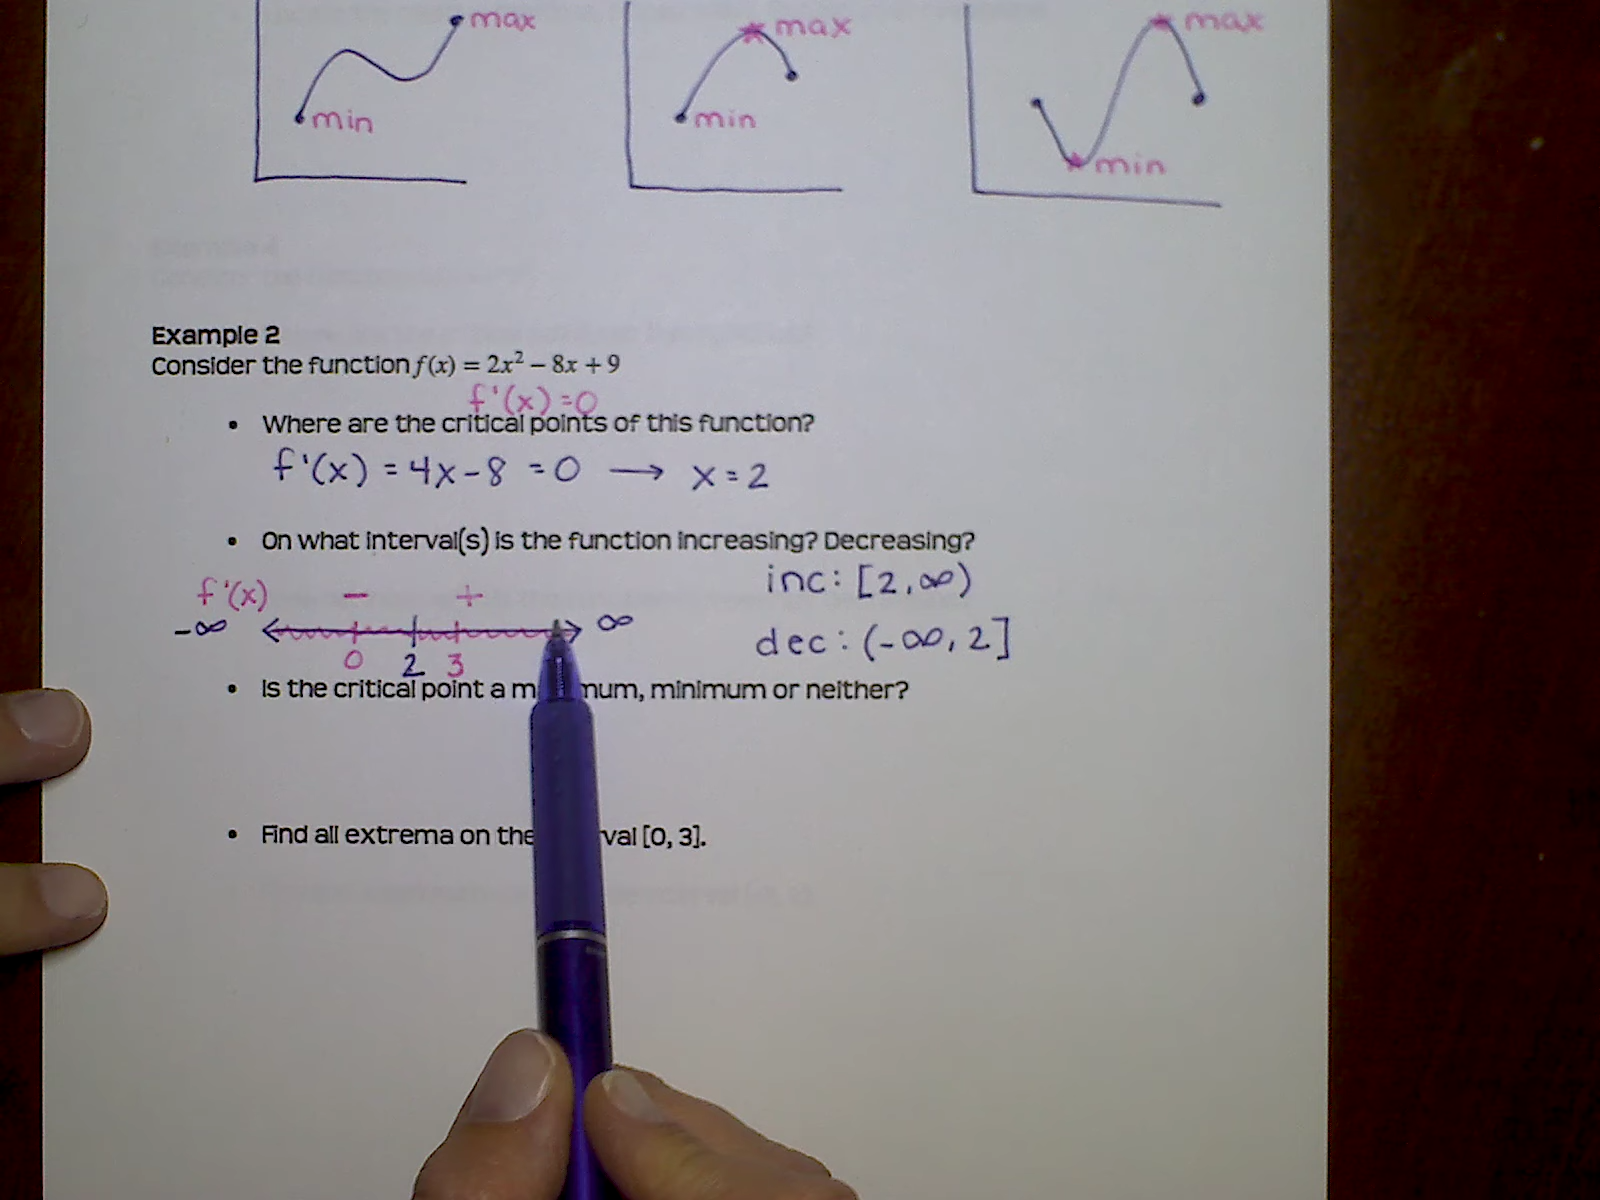 max
max
max
min
min
min
Example 2
Consider the function f(x) = 2x² – 8x + 9
f'(x) = 0
• Where are the critical points of this function?
f'(x) = 4x - 8 = 0 → x = 2
• On what interval(s) is the function increasing? Decreasing?
inc: [2, ∞)
f'(x) − +
-∞ ∞
dec: (-∞, 2]
0 2 3
• Is the critical point a mum, minimum or neither?
• Find all extrema on the val [0, 3].